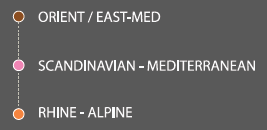 ORIENT / EAST-MED
SCANDINAVIAN - MEDITERRANEAN
RHINE - ALPINE